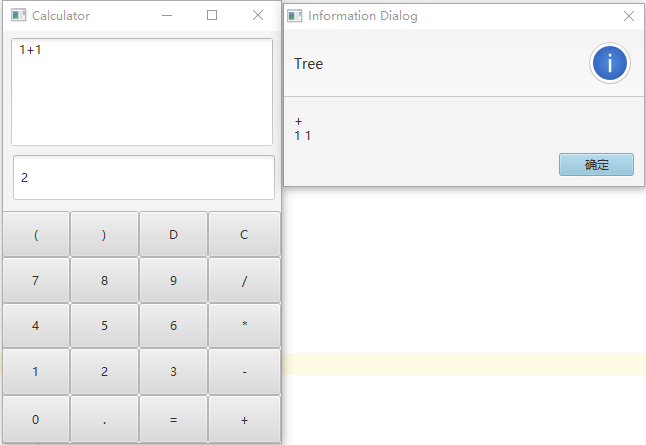 Calculator
1+1
2
( ) D C
7 8 9 /
4 5 6 *
1 2 3 -
0 . = +
Information Dialog
Tree
i
+
1 1
确定